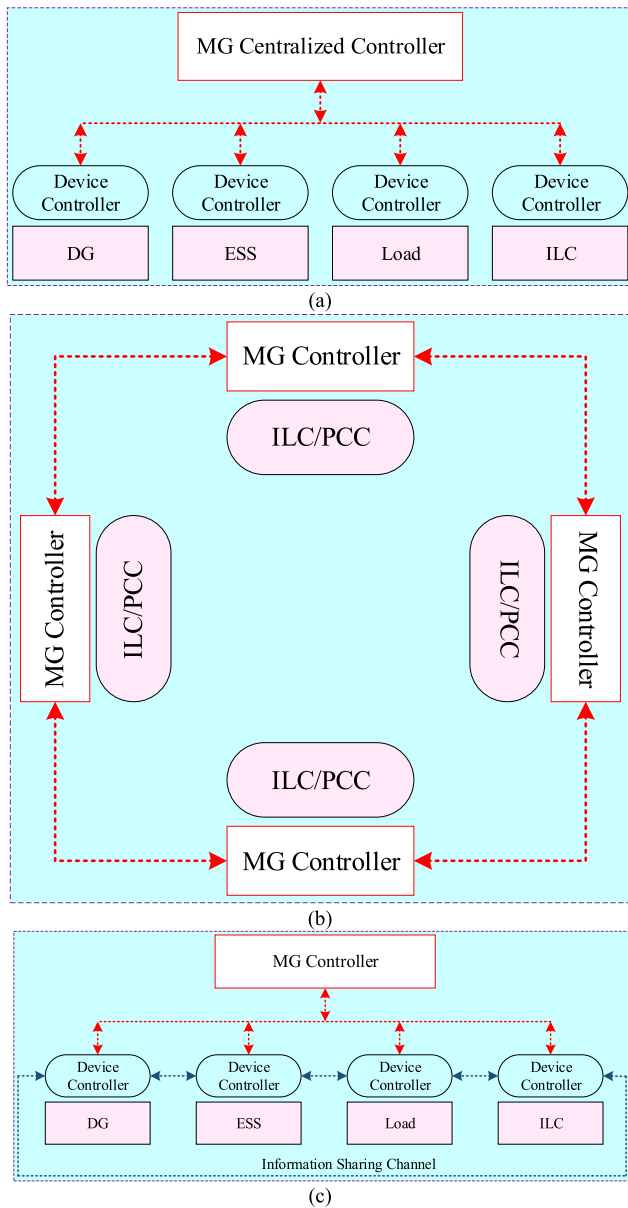 MG Centralized Controller
Device
Controller
Device
Controller
Device
Controller
Device
Controller
DG
ESS
Load
ILC
(a)
MG Controller
ILC/PCC
MG Controller
ILC/PCC
ILC/PCC
MG Controller
ILC/PCC
MG Controller
(b)
MG Controller
Device
Controller
Device
Controller
Device
Controller
Device
Controller
DG
ESS
Load
ILC
Information Sharing Channel
(c)